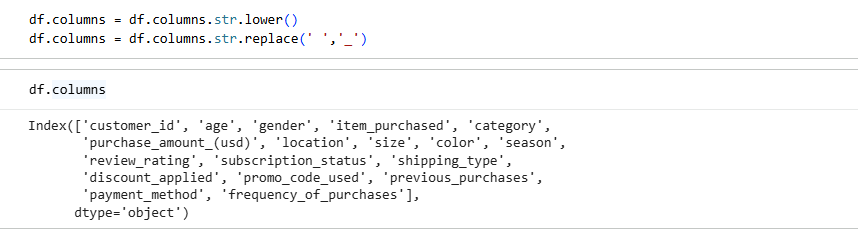 df.columns = df.columns.str.lower()
df.columns = df.columns.str.replace(' ','_')
df.columns
Index(['customer_id', 'age', 'gender', 'item_purchased', 'category',
'purchase_amount_(usd)', 'location', 'size', 'color', 'season',
'review_rating', 'subscription_status', 'shipping_type',
'discount_applied', 'promo_code_used', 'previous_purchases',
'payment_method', 'frequency_of_purchases'],
dtype='object')